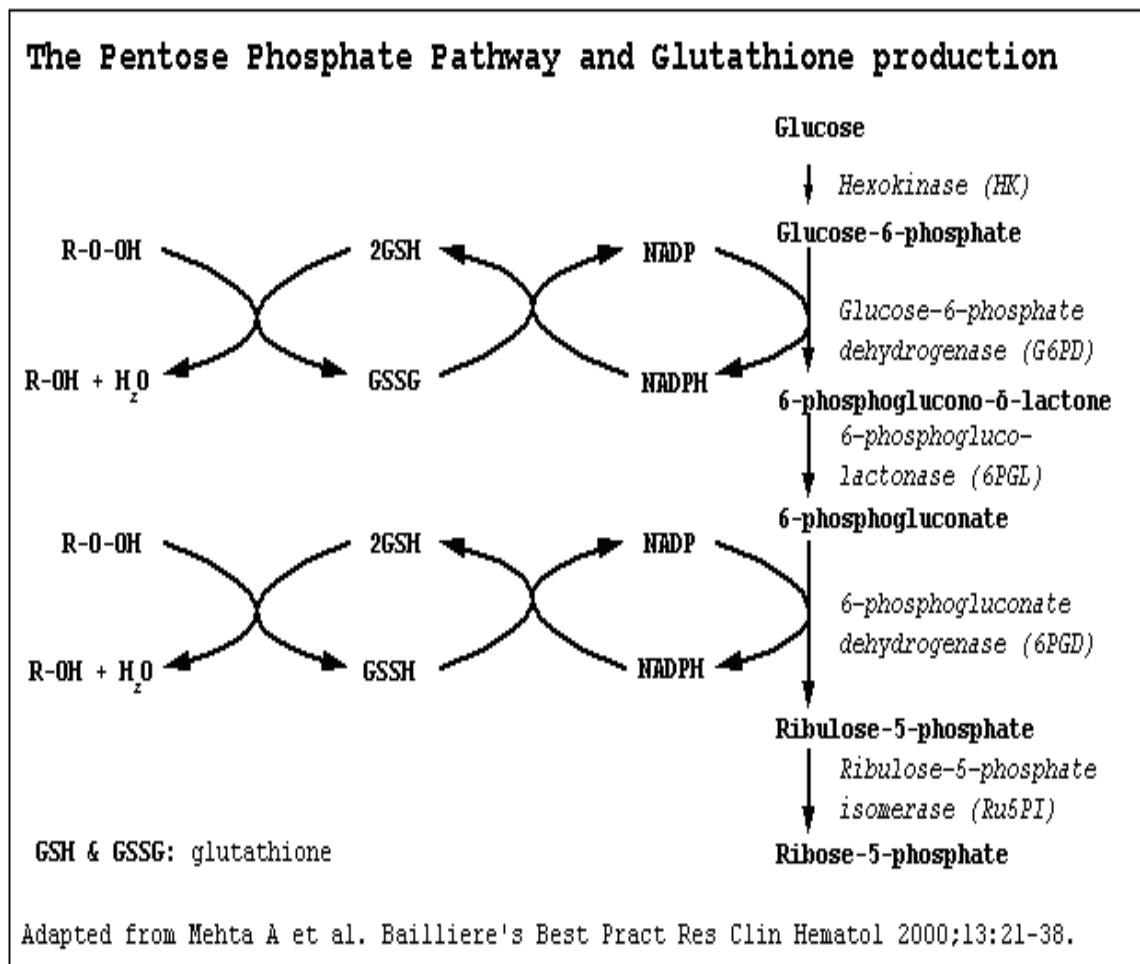 The Pentose Phosphate Pathway and Glutathione production
Glucose
Hexokinase (HK)
Glucose-6-phosphate
R-O-OH
2GSH
NADP
Glucose-6-phosphate
dehydrogenase (G6PD)
R-OH + H₂O
GSSG
NADPH
6-phosphoglucono-δ-lactone
6-phosphogluco-
lactonase (6PGL)
6-phosphogluconate
R-O-OH
2GSH
NADP
6-phosphogluconate
dehydrogenase (6PGD)
R-OH + H₂O
GSSH
NADPH
Ribulose-5-phosphate
Ribulose-5-phosphate
isomerase (Ru5PI)
Ribose-5-phosphate
GSH & GSSG: glutathione
Adapted from Mehta A et al. Bailliere's Best Pract Res Clin Hematol 2000;13:21-38.